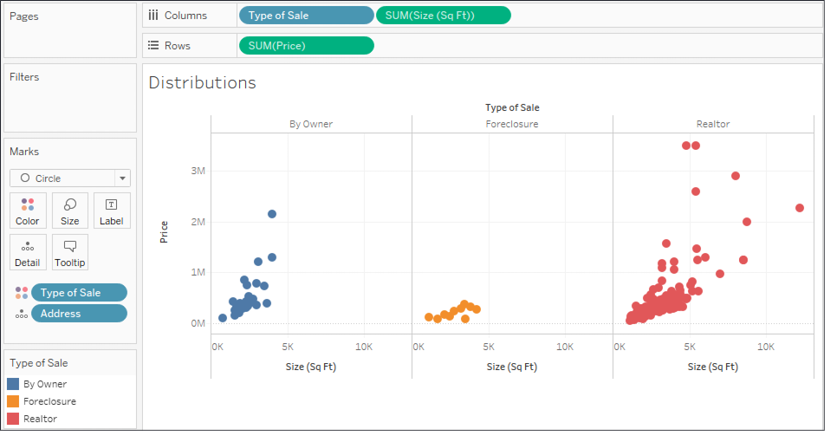 Pages
Columns
Type of Sale
SUM(Size (Sq Ft))
Rows
SUM(Price)
Filters
Distributions
Type of Sale
By Owner
Foreclosure
Realtor
Marks
Circle
Color
Size
Label
Detail
Tooltip
Type of Sale
Address
Price
3M
2M
1M
0M
0K
5K
10K
0K
5K
10K
0K
5K
10K
Size (Sq Ft)
Size (Sq Ft)
Size (Sq Ft)
Type of Sale
By Owner
Foreclosure
Realtor